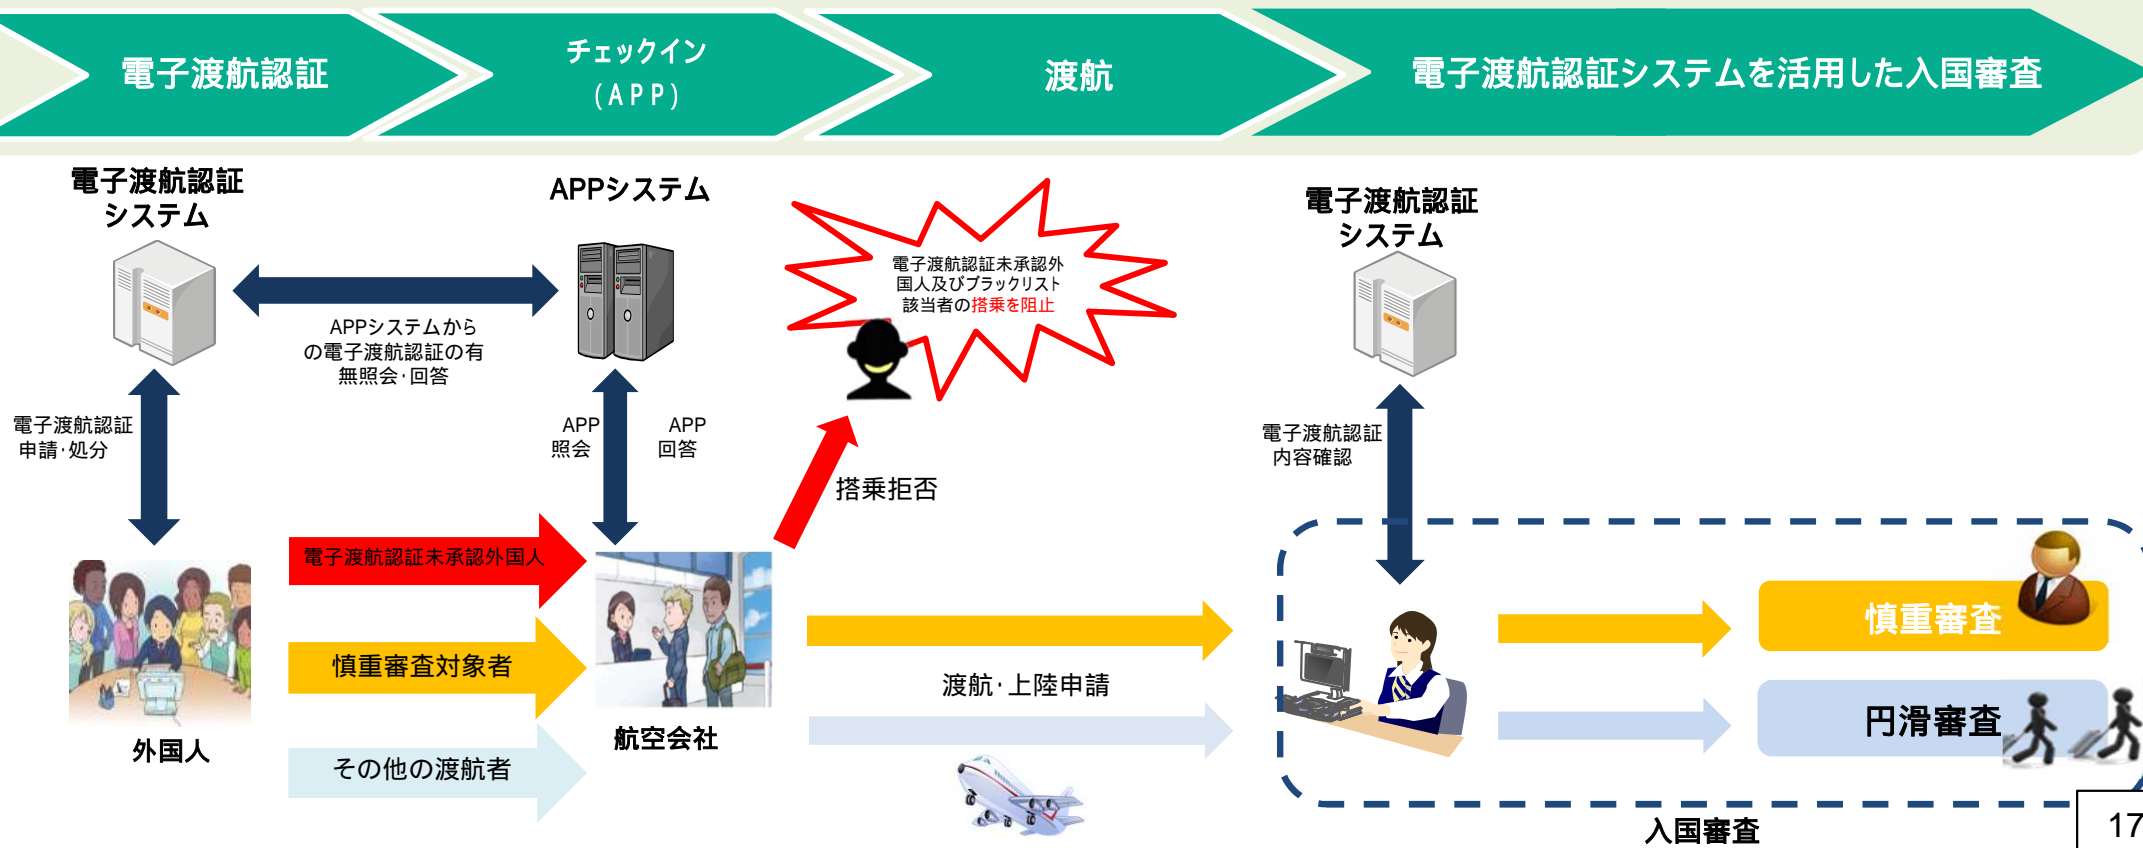 電子渡航認証
チェックイン
(APP)
渡航
電子渡航認証システムを活用した入国審査
電子渡航認証
システム
APPシステム
電子渡航認証未承認外
国人及びブラックリスト
該当者の搭乗を阻止
電子渡航認証
システム
APPシステムから
の電子渡航認証の有
無照会·回答
電子渡航認証
申請·処分
APP
照会
APP
回答
電子渡航認証
内容確認
搭乗拒否
電子渡航認証未承認外国人
慎重審査対象者
その他の渡航者
外国人
航空会社
渡航·上陸申請
慎重審査
円滑審査
入国審査
17